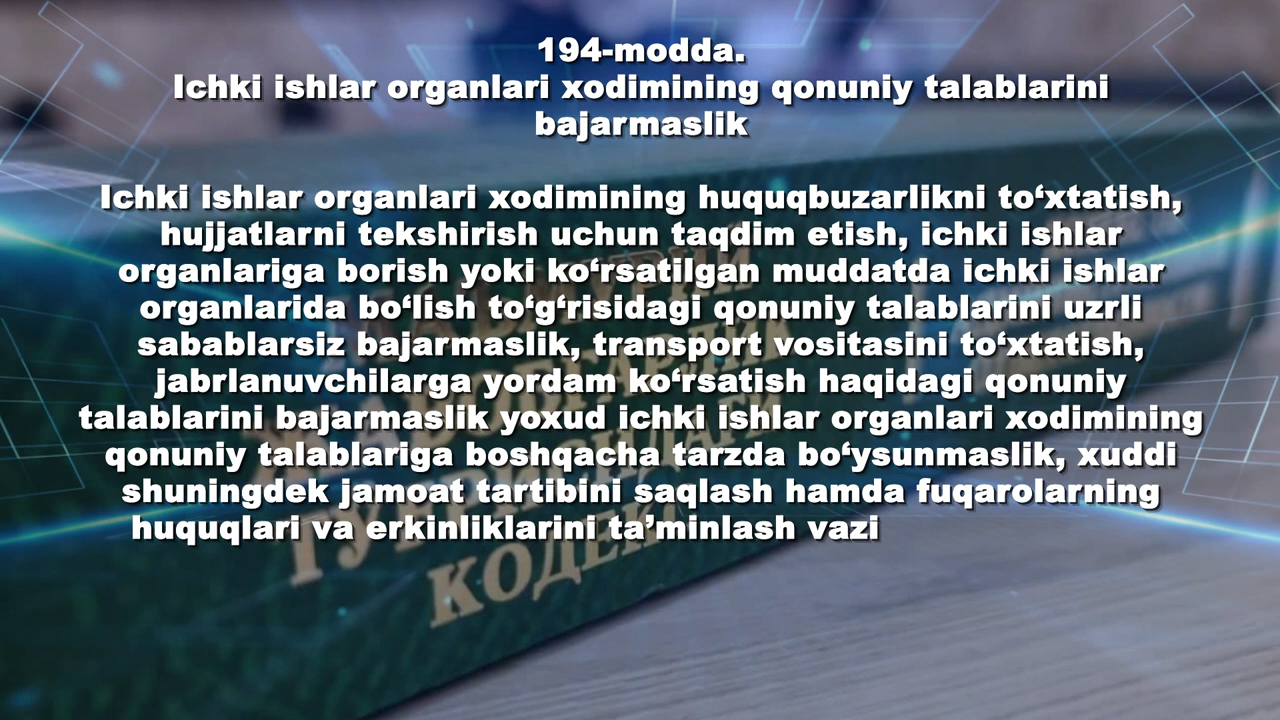 194-modda.
Ichki ishlar organlari xodimining qonuniy talablarini
bajarmaslik
Ichki ishlar organlari xodimining huquqbuzarlikni to‘xtatish,
hujjatlarni tekshirish uchun taqdim etish, ichki ishlar
organlariga borish yoki ko‘rsatilgan muddatda ichki ishlar
organlarida bo‘lish to‘g‘risidagi qonuniy talablarini uzrli
sabablarsiz bajarmaslik, transport vositasini to‘xtatish,
jabrlanuvchilarga yordam ko‘rsatish haqidagi qonuniy
talablarini bajarmaslik yoxud ichki ishlar organlari xodimining
qonuniy talablariga boshqacha tarzda bo‘ysunmaslik, xuddi
shuningdek jamoat tartibini saqlash hamda fuqarolarning
huquqlari va erkinliklarini ta’minlash vazi